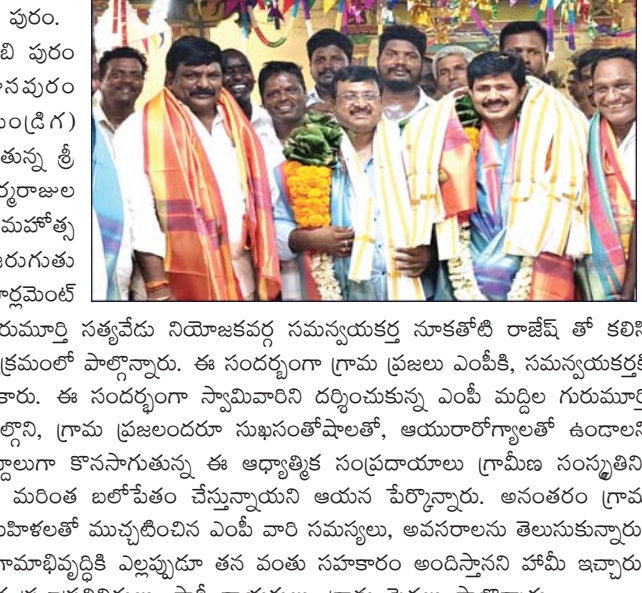 పురం.
బి పురం
ాసవురం
ండ్రిగ)
తున్న శ్రీ
ర్మరాజుల
మహోత్స
జరుగుతు
ార్లమెంట్
రుమూర్తి సత్యవేడు నియోజకవర్గ సమన్వయకర్త నూకతోటి రాజేష్ తో కలిసి
క్రమంలో పాల్గొన్నారు. ఈ సందర్భంగా గ్రామ ప్రజలు ఎంపీకి, సమన్వయకర్తక
కారు. ఈ సందర్భంగా స్వామివారిని దర్శించుకున్న ఎంపీ మద్దిల గురుమూర్తి
ల్గొని, గ్రామ ప్రజలందరూ సుఖసంతోషాలతో, ఆయురారోగ్యాలతో ఉండాలని
్దాలుగా కొనసాగుతున్న ఈ ఆధ్యాత్మిక సంప్రదాయాలు గ్రామీణ సంస్కృతిని
మరింత బలోపేతం చేస్తున్నాయని ఆయన పేర్కొన్నారు. అనంతరం గ్రామ
మహిళలతో ముచ్చటించిన ఎంపీ వారి సమస్యలు, అవసరాలను తెలుసుకున్నారు
గ్రామాభివృద్ధికి ఎల్లప్పుడూ తన వంతు సహకారం అందిస్తానని హామీ ఇచ్చారు